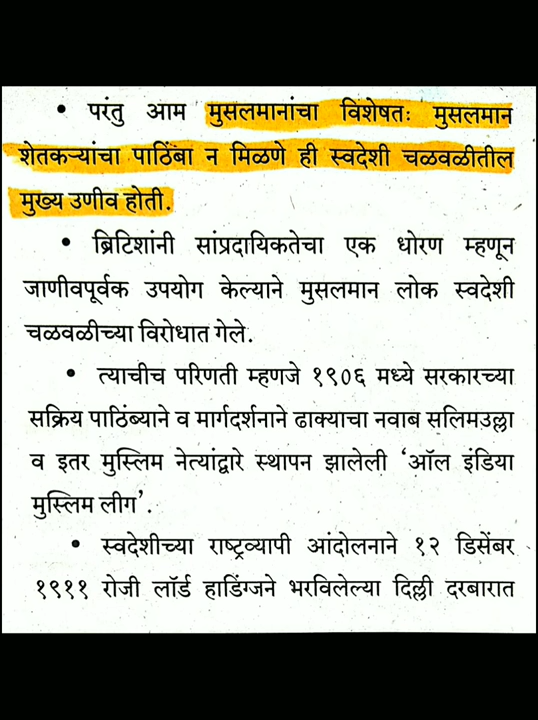 • परंतु आम मुसलमानांचा विशेषतः मुसलमान
शेतकऱ्यांचा पाठिंबा न मिळणे ही स्वदेशी चळवळीतील
मुख्य उणीव होती.
• ब्रिटिशांनी सांप्रदायिकतेचा एक धोरण म्हणून
जाणीवपूर्वक उपयोग केल्याने मुसलमान लोक स्वदेशी
चळवळीच्या विरोधात गेले.
• त्याचीच परिणती म्हणजे १९०६ मध्ये सरकारच्या
सक्रिय पाठिंब्याने व मार्गदर्शनाने ढाक्याचा नवाब सलिमउल्ला
व इतर मुस्लिम नेत्यांद्वारे स्थापन झालेली ‘ऑल इंडिया
मुस्लिम लीग’.
• स्वदेशीच्या राष्ट्रव्यापी आंदोलनाने १२ डिसेंबर
१९११ रोजी लॉर्ड हार्डिंग्जने भरविलेल्या दिल्ली दरबारात